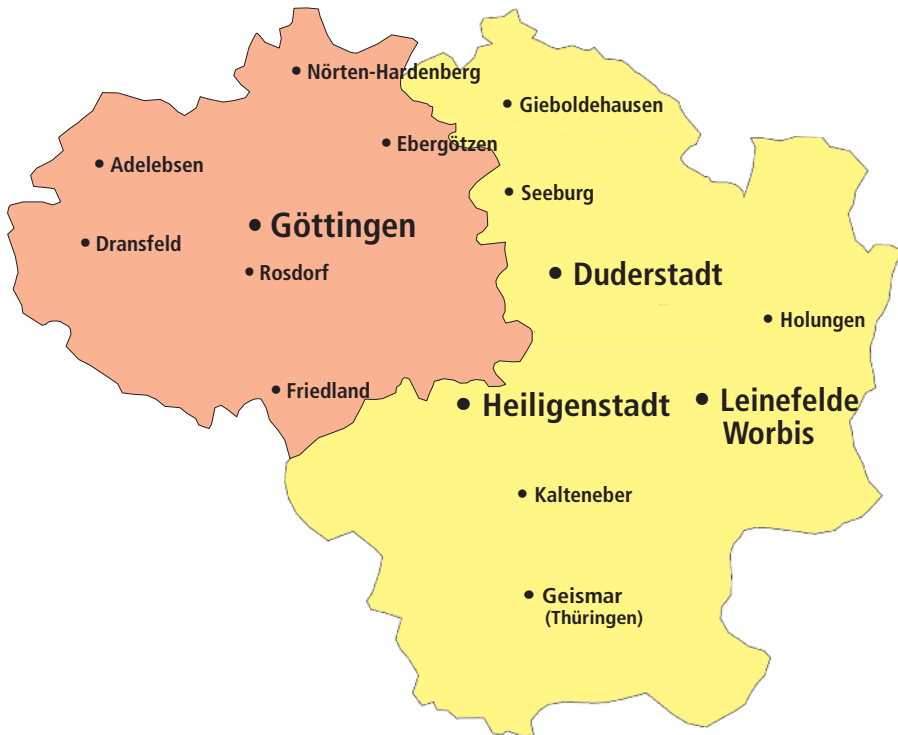 Nörten-Hardenberg
Gieboldehausen
Ebergötzen
Adelebsen
Seeburg
Göttingen
Dransfeld
Rosdorf
Duderstadt
Holungen
Friedland
Heiligenstadt
Leinefelde
Worbis
Kalteneber
Geismar
(Thüringen)